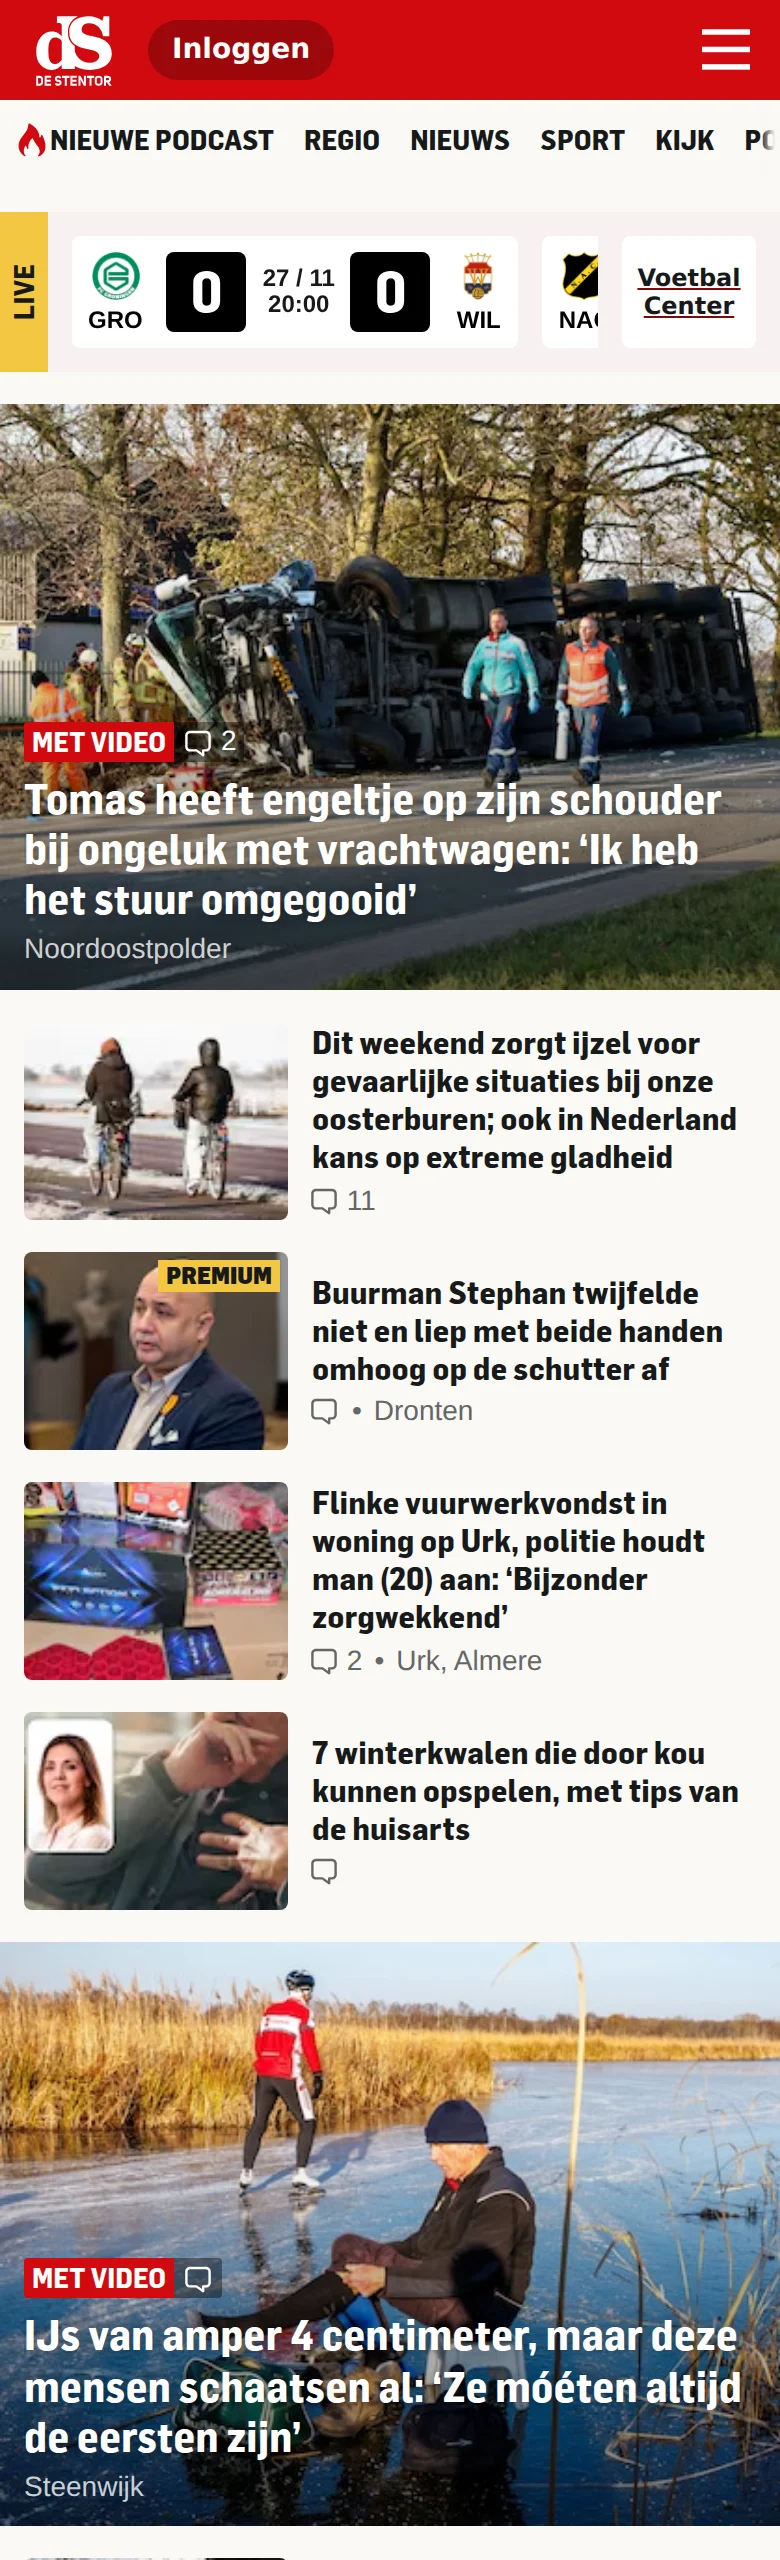 dS
DE STENTOR
Inloggen
NIEUWE PODCAST REGIO NIEUWS SPORT KIJK
LIVE
GRO
0
27 / 11
20:00
0
WIL
Voetbal
Center
MET VIDEO 2
Tomas heeft engeltje op zijn schouder
bij ongeluk met vrachtwagen: ‘Ik heb
het stuur omgegooid’
Noordoostpolder
Dit weekend zorgt ijzel voor
gevaarlijke situaties bij onze
oosterburen; ook in Nederland
kans op extreme gladheid
11
PREMIUM
Buurman Stephan twijfelde
niet en liep met beide handen
omhoog op de schutter af
• Dronten
Flinke vuurwerkvondst in
woning op Urk, politie houdt
man (20) aan: ‘Bijzonder
zorgwekkend’
2 • Urk, Almere
7 winterkwalen die door kou
kunnen opspelen, met tips van
de huisarts
MET VIDEO
IJs van amper 4 centimeter, maar deze
mensen schaatsen al: ‘Ze móéten altijd
de eersten zijn’
Steenwijk